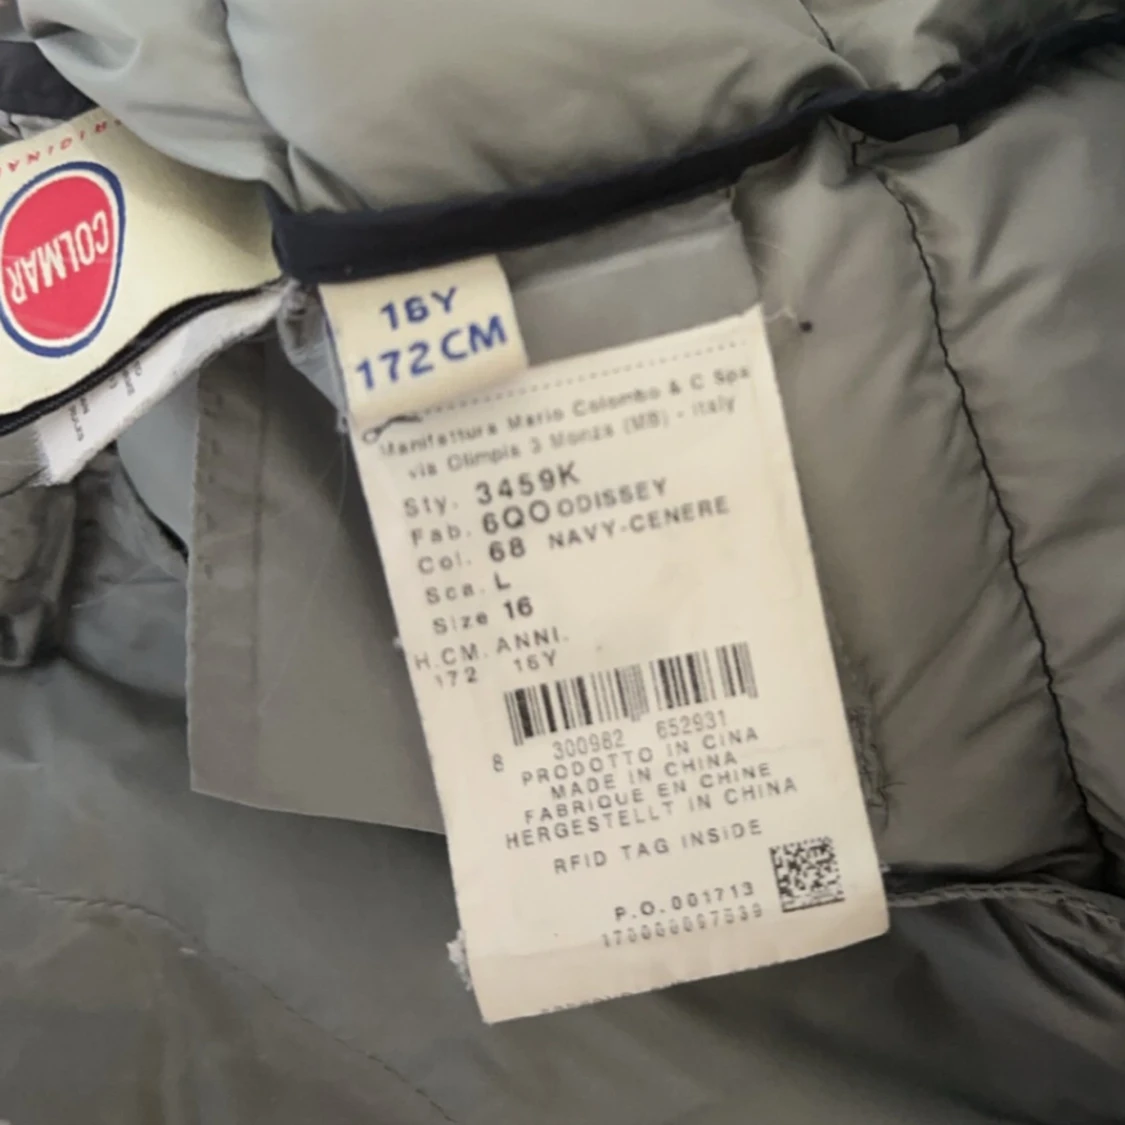 ORIGINAL
COLMAR
16Y
172 CM
Manifattura Mario Colombo & C Spa
via Olimpia 3 Monza (MB) - Italy
Sty. 3459K
Fab. 6QO ODISSEY
Col. 68 NAVY-CENERE
Sca. L
Size 16
H.CM. ANNI.
172 16Y
8 300982 652931
PRODOTTO IN CINA
MADE IN CHINA
FABRIQUE EN CHINE
HERGESTELLT IN CHINA
RFID TAG INSIDE
P.O. 001713